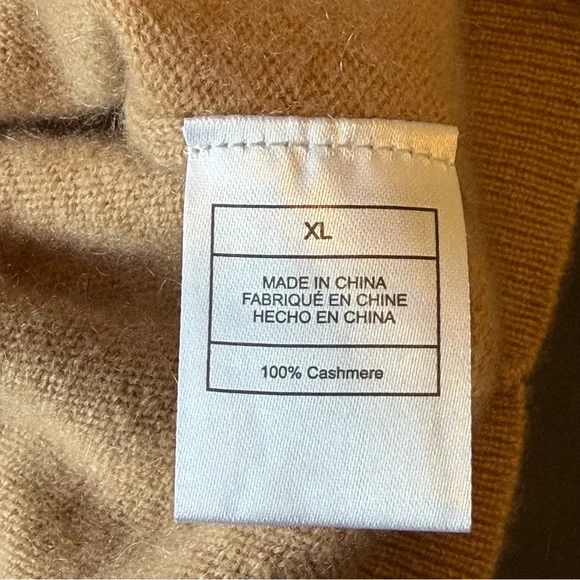 XL
MADE IN CHINA
FABRIQUÉ EN CHINE
HECHO EN CHINA
100% Cashmere